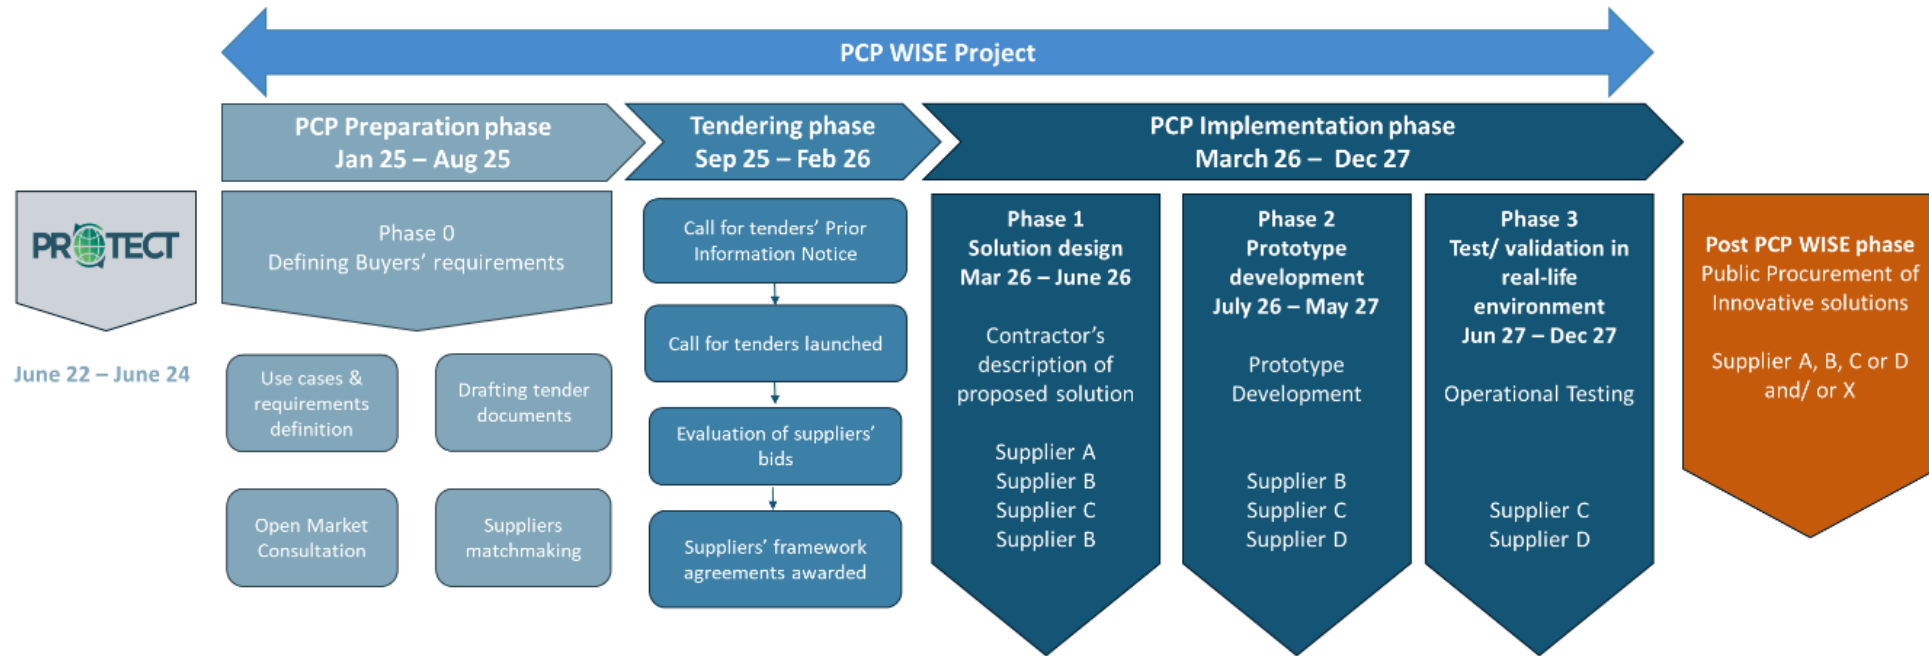 PCP WISE Project
PCP Preparation phase
Jan 25 – Aug 25
Tendering phase
Sep 25 – Feb 26
PCP Implementation phase
March 26 – Dec 27
PROTECT
June 22 – June 24
Phase 0
Defining Buyers' requirements
Use cases &
requirements
definition
Drafting tender
documents
Open Market
Consultation
Suppliers
matchmaking
Call for tenders' Prior
Information Notice
Call for tenders launched
Evaluation of suppliers'
bids
Suppliers' framework
agreements awarded
Phase 1
Solution design
Mar 26 – June 26
Contractor's
description of
proposed solution
Supplier A
Supplier B
Supplier C
Supplier B
Phase 2
Prototype
development
July 26 – May 27
Prototype
Development
Supplier B
Supplier C
Supplier D
Phase 3
Test/ validation in
real-life
environment
Jun 27 – Dec 27
Operational Testing
Supplier C
Supplier D
Post PCP WISE phase
Public Procurement of
Innovative solutions
Supplier A, B, C or D
and/ or X